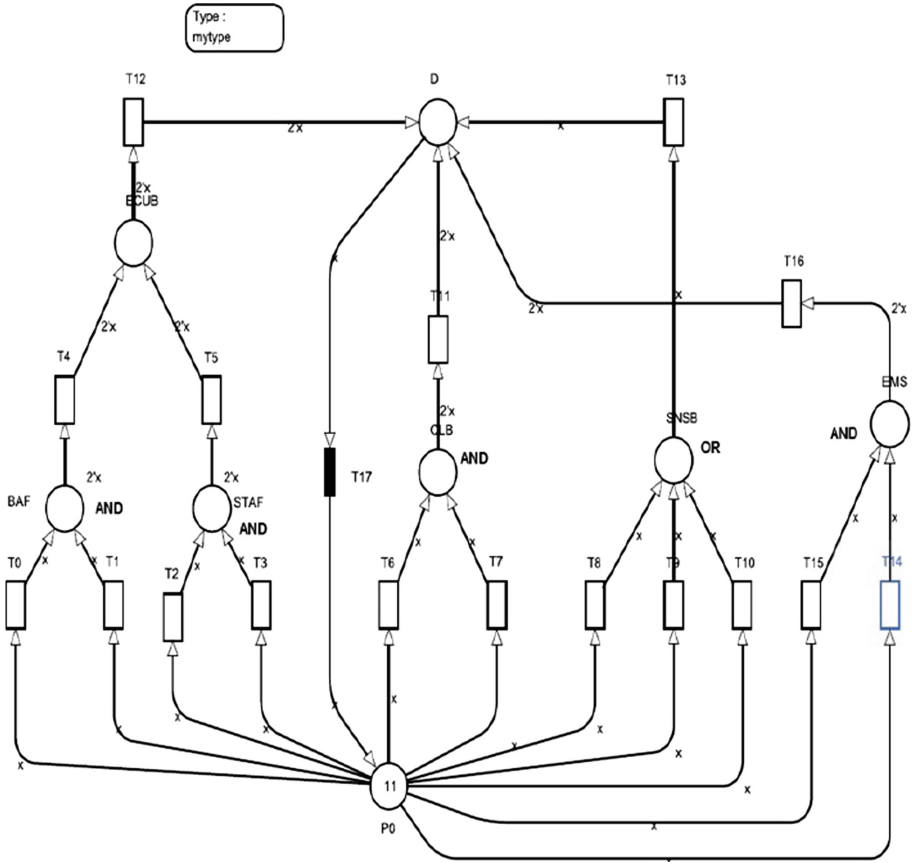 Type :
mytype
T12
D
T13
2'x
x
2'x
ECUB
2'x
T16
x
T11
x
2'x
2'x
2'x
2'x
T4
T5
EMS
2'x
CLB
SNSB
OR
AND
AND
2'x
2'x
T17
BAF
AND
STAF
AND
x
x
x
x
x
x
x
x
x
x
x
T0
T1
T2
T3
T6
T7
T8
T9
T10
T15
T14
x
x
x
x
x
x
x
x
x
x
x
11
P0